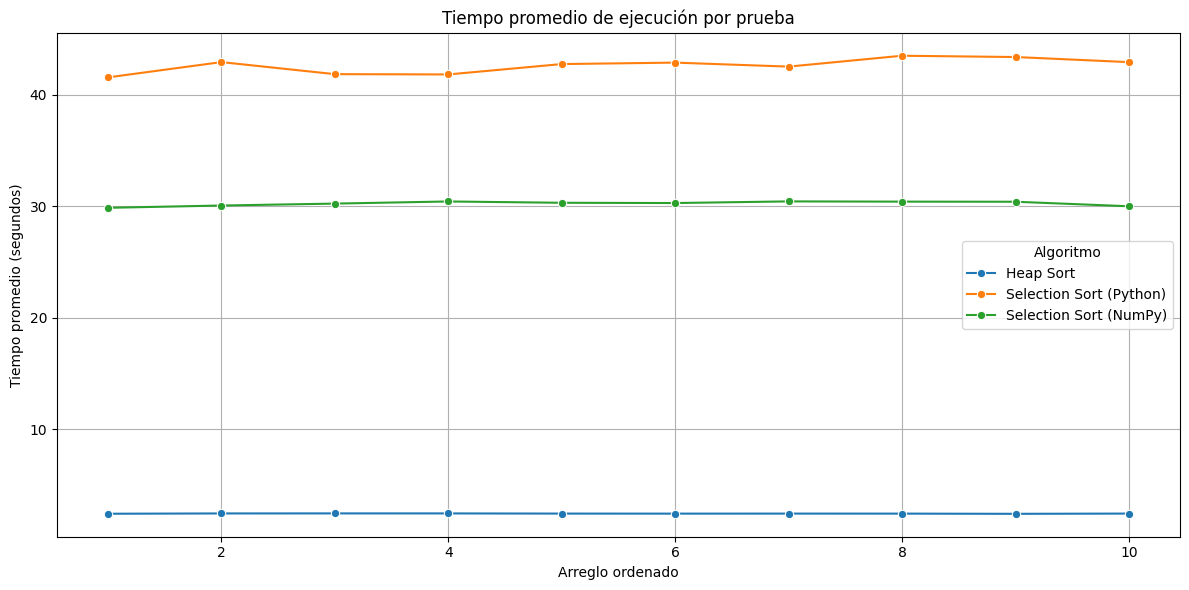 Tiempo promedio de ejecución por prueba
Tiempo promedio (segundos)
40
30
20
10
Algoritmo
Heap Sort
Selection Sort (Python)
Selection Sort (NumPy)
2 4 6 8 10
Arreglo ordenado